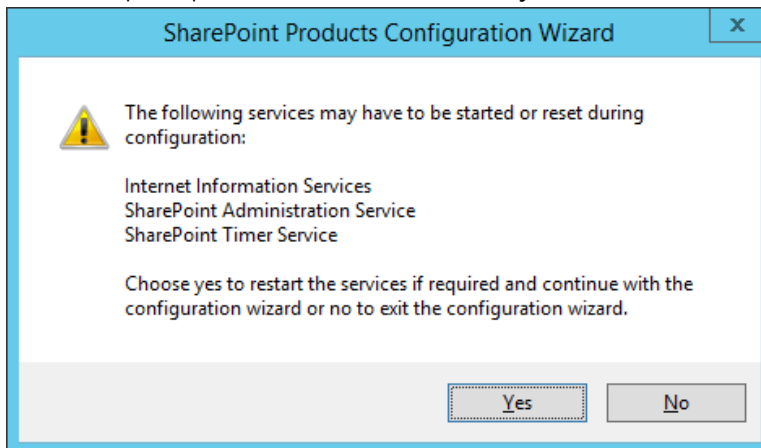 SharePoint Products Configuration Wizard
x
The following services may have to be started or reset during
configuration:
Internet Information Services
SharePoint Administration Service
SharePoint Timer Service
Choose yes to restart the services if required and continue with the
configuration wizard or no to exit the configuration wizard.
Yes
No